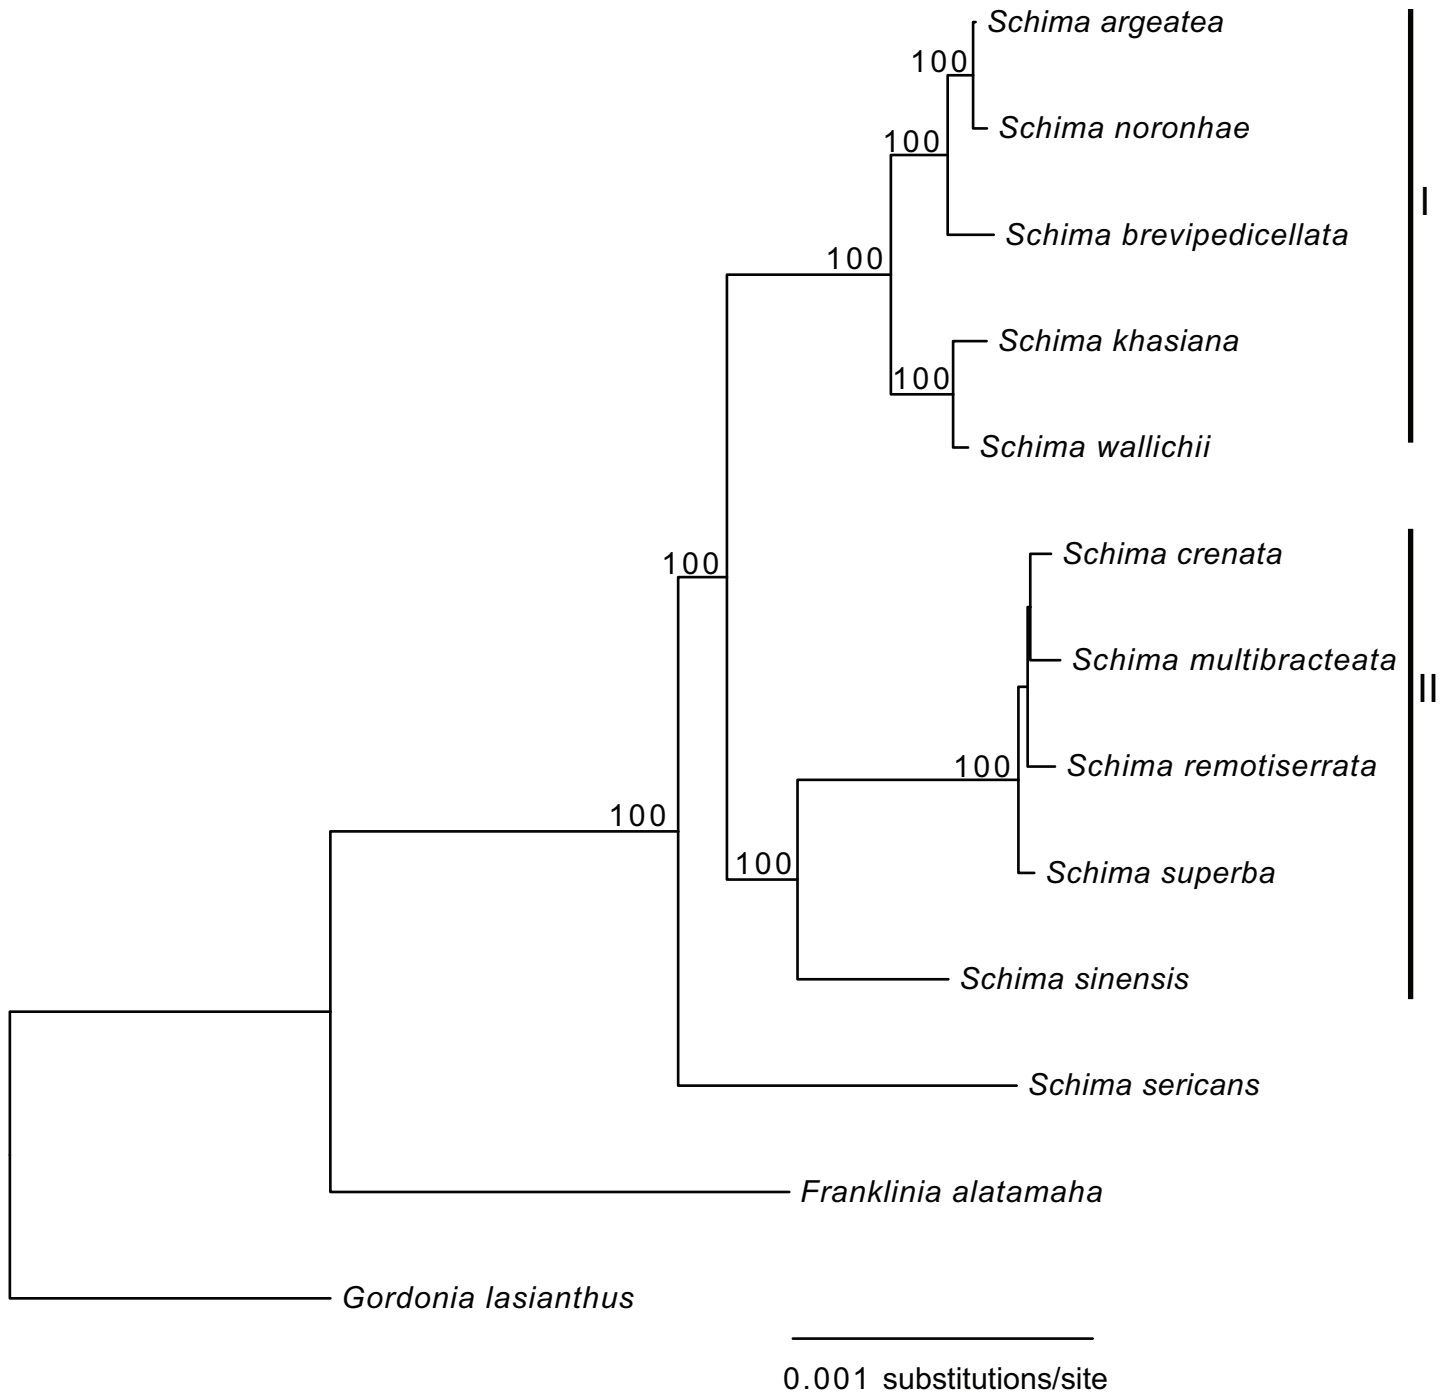 Schima argeatea
100
Schima noronhae
100
I
Schima brevipedicellata
100
Schima khasiana
100
Schima wallichii
Schima crenata
100
Schima multibracteata
II
Schima remotiserrata
100
100
Schima superba
100
Schima sinensis
Schima sericans
Franklinia alatamaha
Gordonia lasianthus
0.001 substitutions/site